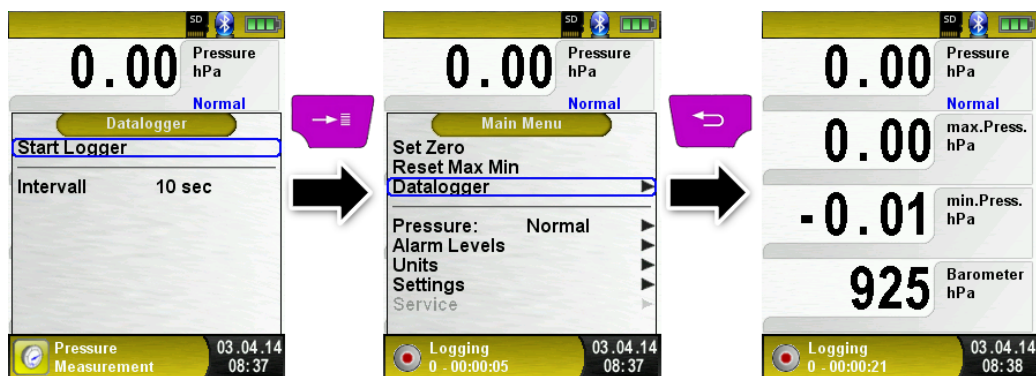 SD
0.00 Pressure
hPa
Normal
Datalogger
Start Logger
Intervall 10 sec
Pressure
Measurement
03.04.14
08:37
SD
0.00 Pressure
hPa
Normal
Main Menu
Set Zero
Reset Max Min
Datalogger
Pressure: Normal
Alarm Levels
Units
Settings
Service
Logging
0 - 00:00:05
03.04.14
08:37
SD
0.00 Pressure
hPa
Normal
0.00 max.Press.
hPa
-0.01 min.Press.
hPa
925 Barometer
hPa
Logging
0 - 00:00:21
03.04.14
08:38